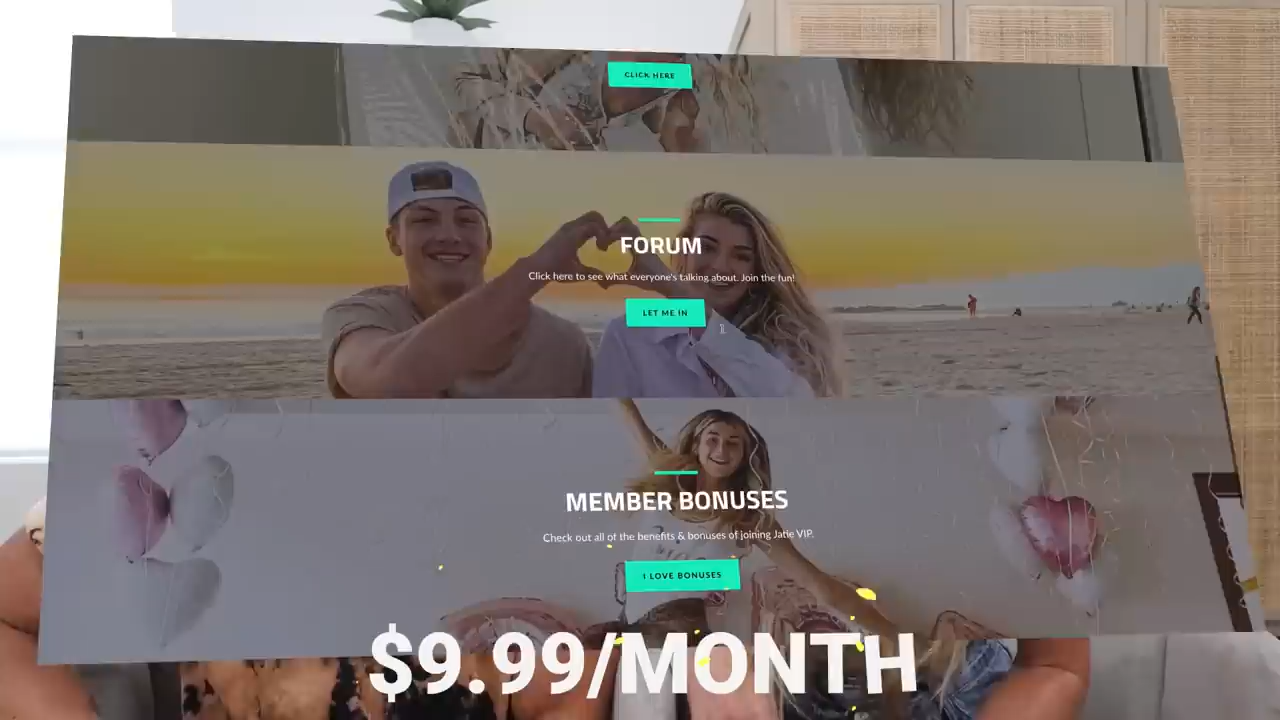 CLICK HERE
FORUM
Click here to see what everyone's talking about. Join the fun!
LET ME IN
MEMBER BONUSES
Check out all of the benefits & bonuses of joining Jatie VIP.
I LOVE BONUSES
$9.99/MONTH